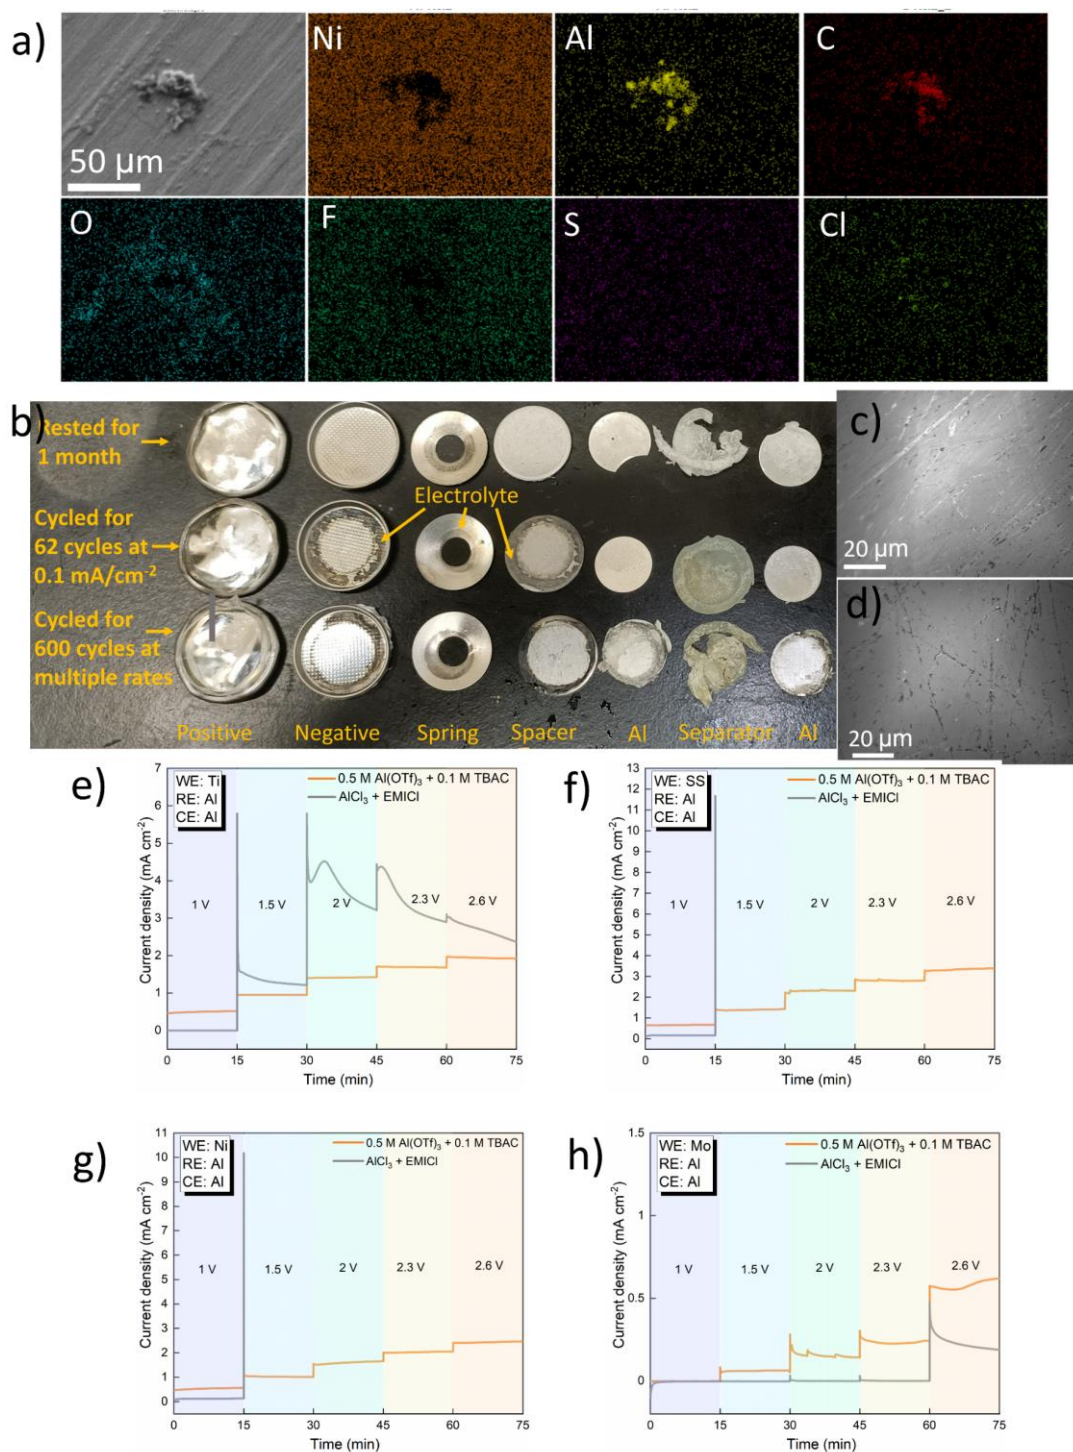 a)
Ni
Al
C
50 µm
O
F
S
Cl
b)
Rested for
1 month
Cycled for
62 cycles at
0.1 mA/cm⁻²
Cycled for
600 cycles at
multiple rates
Electrolyte
Positive
Negative
Spring
Spacer
Al
Separator
Al
c)
20 µm
d)
20 µm
e)
WE: Ti
RE: Al
CE: Al
0.5 M Al(OTf)₃ + 0.1 M TBAC
AlCl₃ + EMICl
Current density (mA cm⁻²)
7
6
5
4
3
2
1
0
1 V
1.5 V
2 V
2.3 V
2.6 V
0
15
30
45
60
75
Time (min)
f)
WE: SS
RE: Al
CE: Al
0.5 M Al(OTf)₃ + 0.1 M TBAC
AlCl₃ + EMICl
Current density (mA cm⁻²)
13
12
11
10
9
8
7
6
5
4
3
2
1
0
1 V
1.5 V
2 V
2.3 V
2.6 V
0
15
30
45
60
75
Time (min)
g)
WE: Ni
RE: Al
CE: Al
0.5 M Al(OTf)₃ + 0.1 M TBAC
AlCl₃ + EMICl
Current density (mA cm⁻²)
11
10
9
8
7
6
5
4
3
2
1
0
1 V
1.5 V
2 V
2.3 V
2.6 V
0
15
30
45
60
75
Time (min)
h)
WE: Mo
RE: Al
CE: Al
0.5 M Al(OTf)₃ + 0.1 M TBAC
AlCl₃ + EMICl
Current density (mA cm⁻²)
1.5
1
0.5
0
1 V
1.5 V
2 V
2.3 V
2.6 V
0
15
30
45
60
75
Time (min)